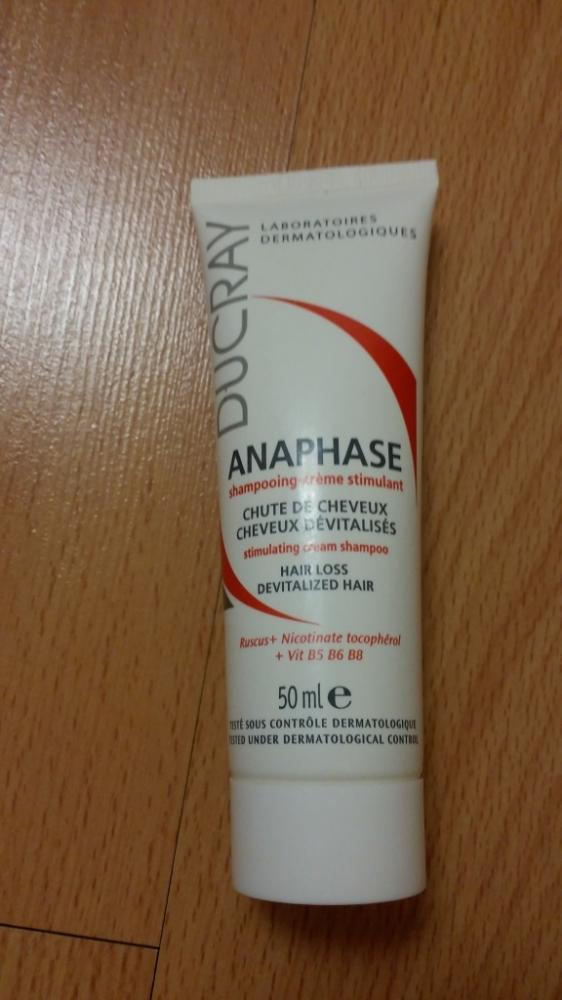 DUCRAY
LABORATOIRES
DERMATOLOGIQUES
ANAPHASE
shampooing-crème stimulant
CHUTE DE CHEVEUX
CHEVEUX DÉVITALISÉS
stimulating cream shampoo
HAIR LOSS
DEVITALIZED HAIR
Ruscus+ Nicotinate tocophérol
+ Vit B5 B6 B8
50 ml e
TESTÉ SOUS CONTRÔLE DERMATOLOGIQUE
TESTED UNDER DERMATOLOGICAL CONTROL